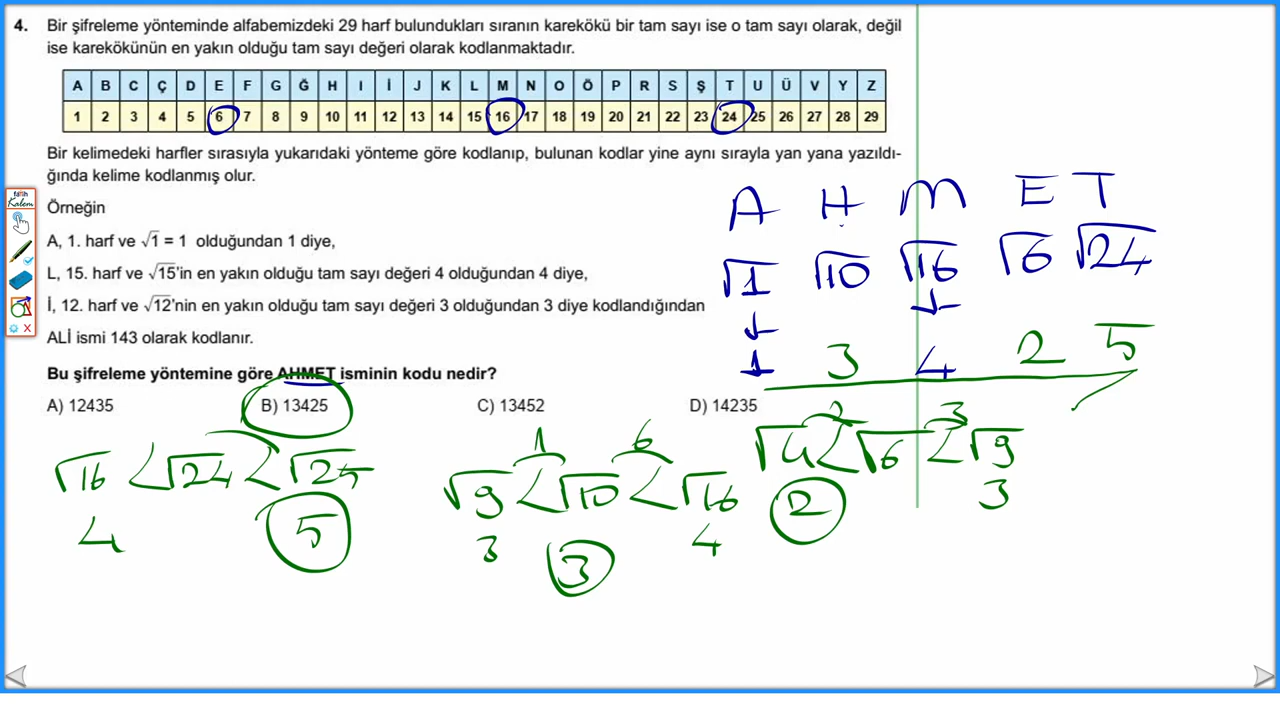 4. Bir şifreleme yönteminde alfabemizdeki 29 harf bulundukları sıranın karekökü bir tam sayı ise o tam sayı olarak, değil
ise karekökünün en yakın olduğu tam sayı değeri olarak kodlanmaktadır.
A B C Ç D E F G Ğ H I İ J K L M N O Ö P R S Ş T U Ü V Y Z
1 2 3 4 5 6 7 8 9 10 11 12 13 14 15 16 17 18 19 20 21 22 23 24 25 26 27 28 29
Bir kelimedeki harfler sırasıyla yukarıdaki yönteme göre kodlanıp, bulunan kodlar yine aynı sırayla yan yana yazıldı-
ğında kelime kodlanmış olur.
Örneğin
A, 1. harf ve √1 = 1 olduğundan 1 diye,
L, 15. harf ve √15'in en yakın olduğu tam sayı değeri 4 olduğundan 4 diye,
İ, 12. harf ve √12'nin en yakın olduğu tam sayı değeri 3 olduğundan 3 diye kodlandığından
ALİ ismi 143 olarak kodlanır.
Bu şifreleme yöntemine göre AHMET isminin kodu nedir?
A) 12435 B) 13425 C) 13452 D) 14235
fatih
Kalem
A H M E T
√1 √10 √16 √6 √24
1 3 4 2 5
√16 < √24 < √25
4 5
1 6
√9 < √10 < √16
3 3 4
2 3
√4 < √6 < √9
2 3